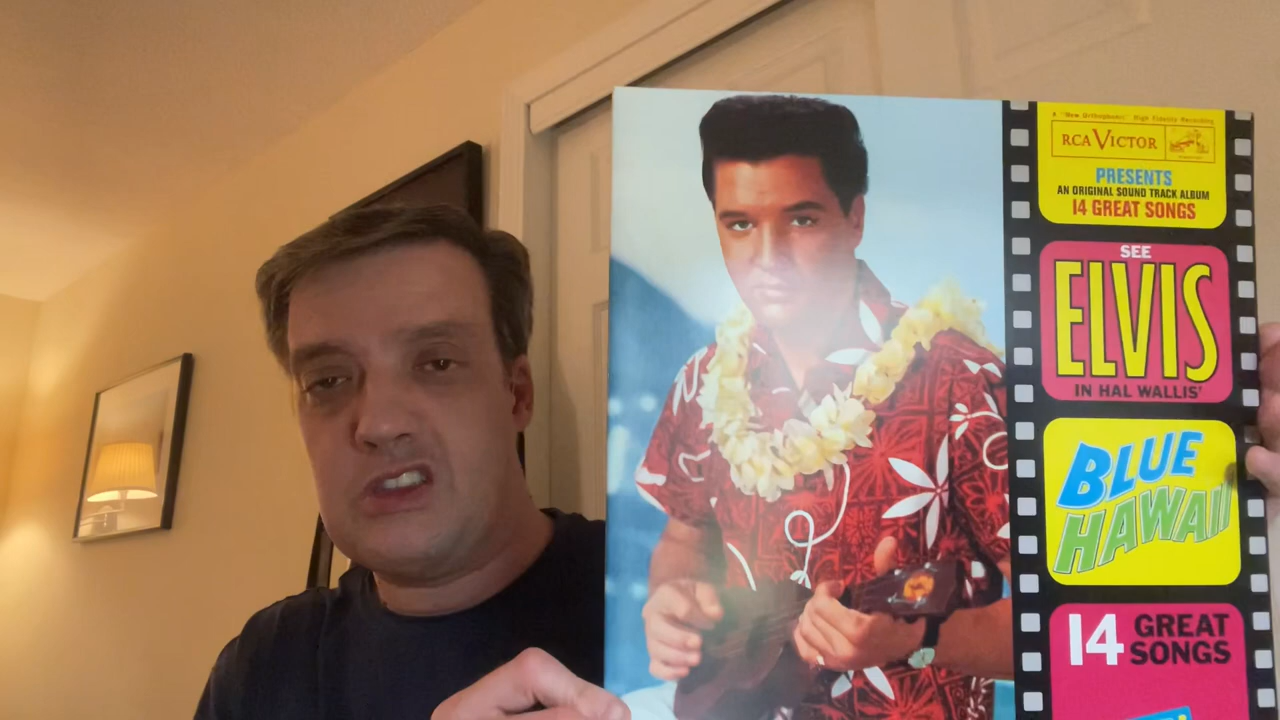 A "New Orthophonic" High Fidelity Recording
RCA VICTOR
PRESENTS
AN ORIGINAL SOUND TRACK ALBUM
14 GREAT SONGS
SEE
ELVIS
IN HAL WALLIS'
BLUE
HAWAII
14 GREAT
SONGS